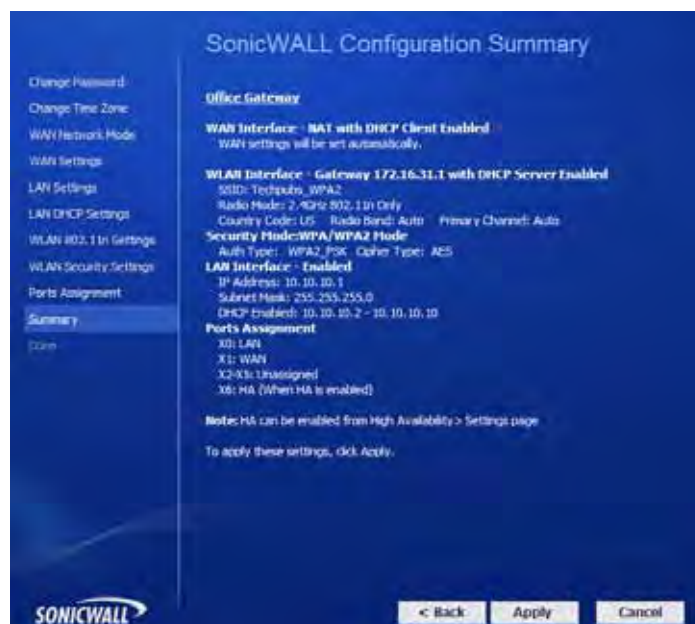 SonicWALL Configuration Summary
Change Password
Change Time Zone
WAN Network Mode
WAN Settings
LAN Settings
LAN DHCP Settings
WLAN 802.11n Settings
WLAN Security Settings
Ports Assignment
Summary
Done
Office Gateway
WAN Interface - NAT with DHCP Client Enabled
WAN settings will be set automatically.
WLAN Interface - Gateway 172.16.31.1 with DHCP Server Enabled
SSID: Techpubs_WPA2
Radio Mode: 2.4GHz 802.11n Only
Country Code: US Radio Band: Auto Primary Channel: Auto
Security Mode:WPA/WPA2 Mode
Auth Type: WPA2_PSK Cipher Type: AES
LAN Interface - Enabled
IP Address: 10.10.10.1
Subnet Mask: 255.255.255.0
DHCP Enabled: 10.10.10.2 - 10.10.10.10
Ports Assignment
X0: LAN
X1: WAN
X2-X5: Unassigned
X6: HA (When HA is enabled)
Note: HA can be enabled from High Availability > Settings page
To apply these settings, click Apply.
SONICWALL
< Back
Apply
Cancel